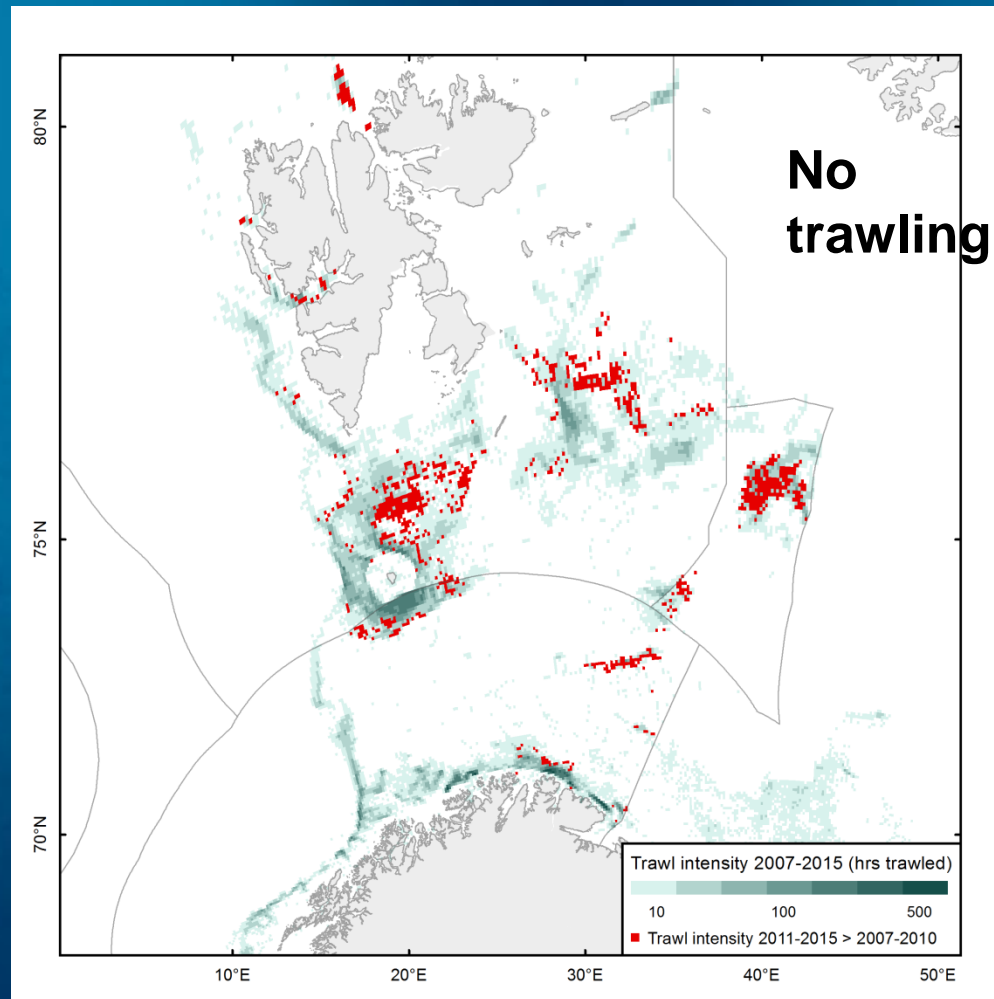 No
trawling
80°N
75°N
70°N
Trawl intensity 2007-2015 (hrs trawled)
10 100 500
Trawl intensity 2011-2015 > 2007-2010
10°E 20°E 30°E 40°E 50°E